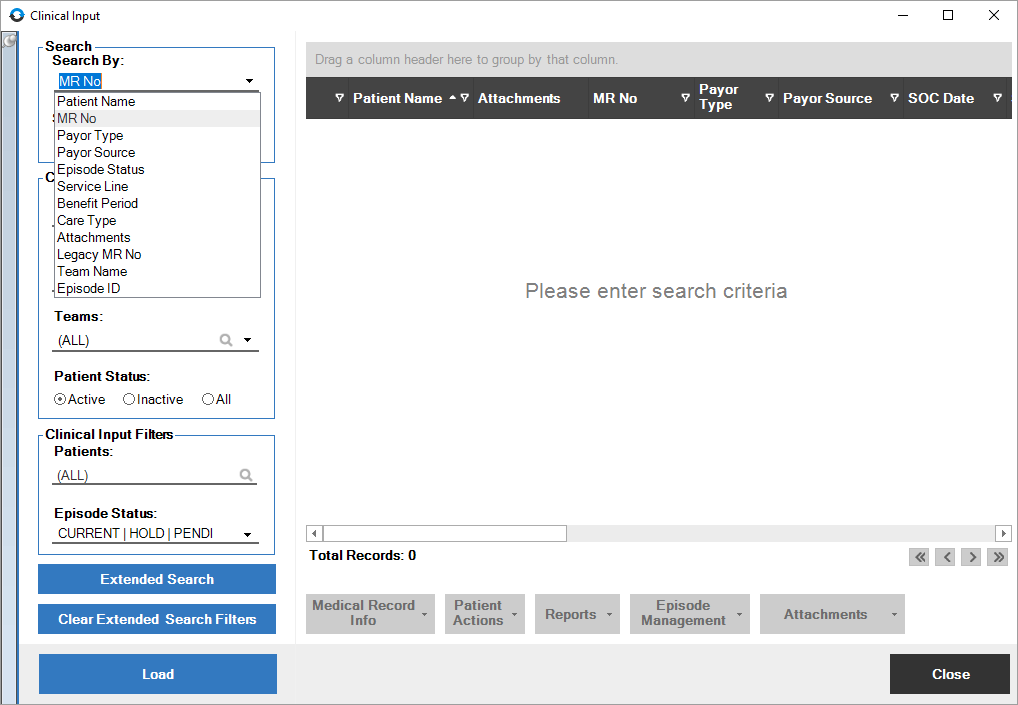 Clinical Input
Search
Search By:
MR No
Patient Name
MR No
Payor Type
Payor Source
Episode Status
Service Line
Benefit Period
Care Type
Attachments
Legacy MR No
Team Name
Episode ID
Teams:
(ALL)
Patient Status:
Active Inactive All
Clinical Input Filters
Patients:
(ALL)
Episode Status:
CURRENT | HOLD | PENDI
Extended Search
Clear Extended Search Filters
Load
Drag a column header here to group by that column.
Patient Name Attachments MR No Payor Type Payor Source SOC Date
Please enter search criteria
Total Records: 0
Medical Record Info
Patient Actions
Reports
Episode Management
Attachments
Close